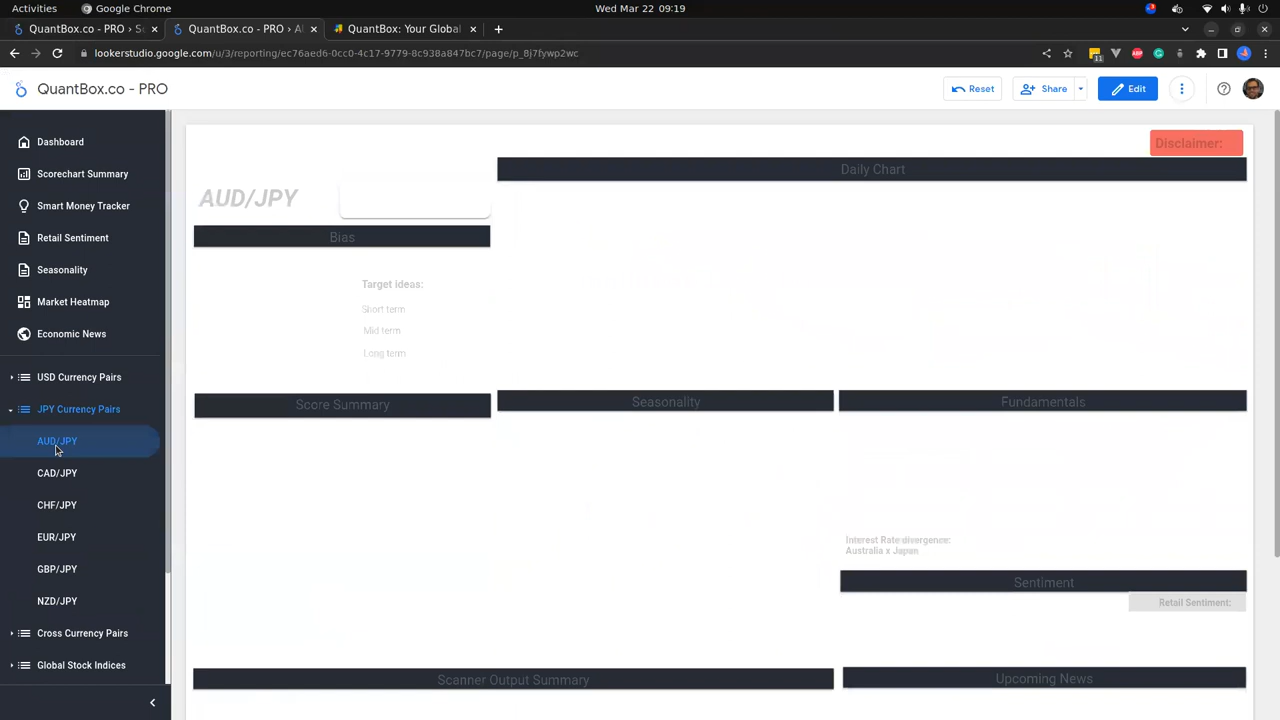 Activities
Google Chrome
Wed Mar 22 09:19
QuantBox.co - PRO › S
QuantBox.co - PRO › A
QuantBox: Your Global
lookerstudio.google.com/u/3/reporting/ec76aed6-0cc0-4c17-9779-8c938a847bc7/page/p_8j7fywp2wc
11
QuantBox.co - PRO
Reset
Share
Edit
Dashboard
Scorechart Summary
Smart Money Tracker
Retail Sentiment
Seasonality
Market Heatmap
Economic News
USD Currency Pairs
JPY Currency Pairs
AUD/JPY
CAD/JPY
CHF/JPY
EUR/JPY
GBP/JPY
NZD/JPY
Cross Currency Pairs
Global Stock Indices
Disclaimer:
AUD/JPY
Daily Chart
Bias
Target ideas:
Short term
Mid term
Long term
Score Summary
Seasonality
Fundamentals
Interest Rate divergence:
Australia x Japan
Sentiment
Retail Sentiment:
Scanner Output Summary
Upcoming News